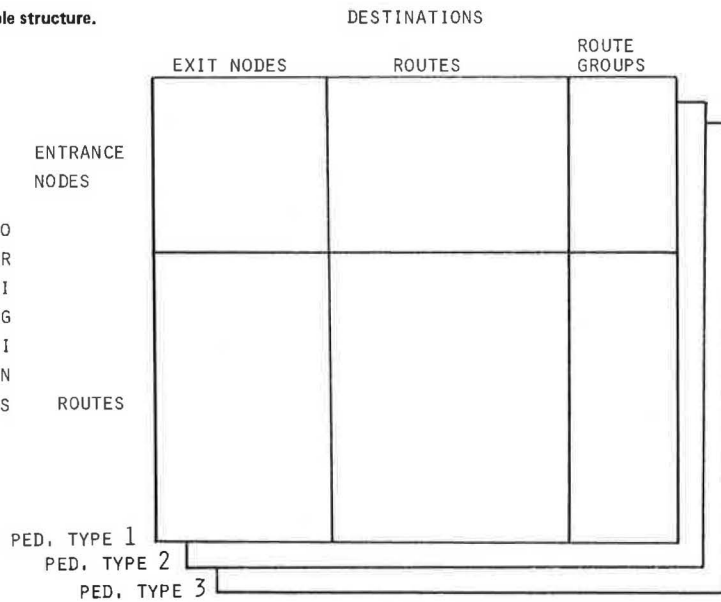 structure.
DESTINATIONS
EXIT NODES ROUTES ROUTE GROUPS
ENTRANCE
NODES
ORIGINS
ROUTES
PED. TYPE 1
PED. TYPE 2
PED. TYPE 3